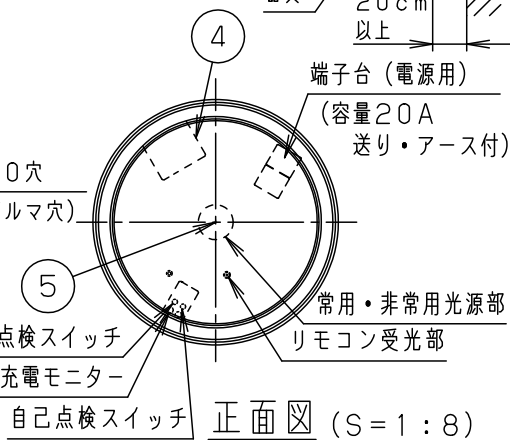 20cm
以上
④
端子台（電源用）
（容量20A
送り・アース付）
0穴
ルマ穴）
⑤
常用・非常用光源部
リモコン受光部
点検スイッチ
充電モニター
自己点検スイッチ
正面図（S=1：8）